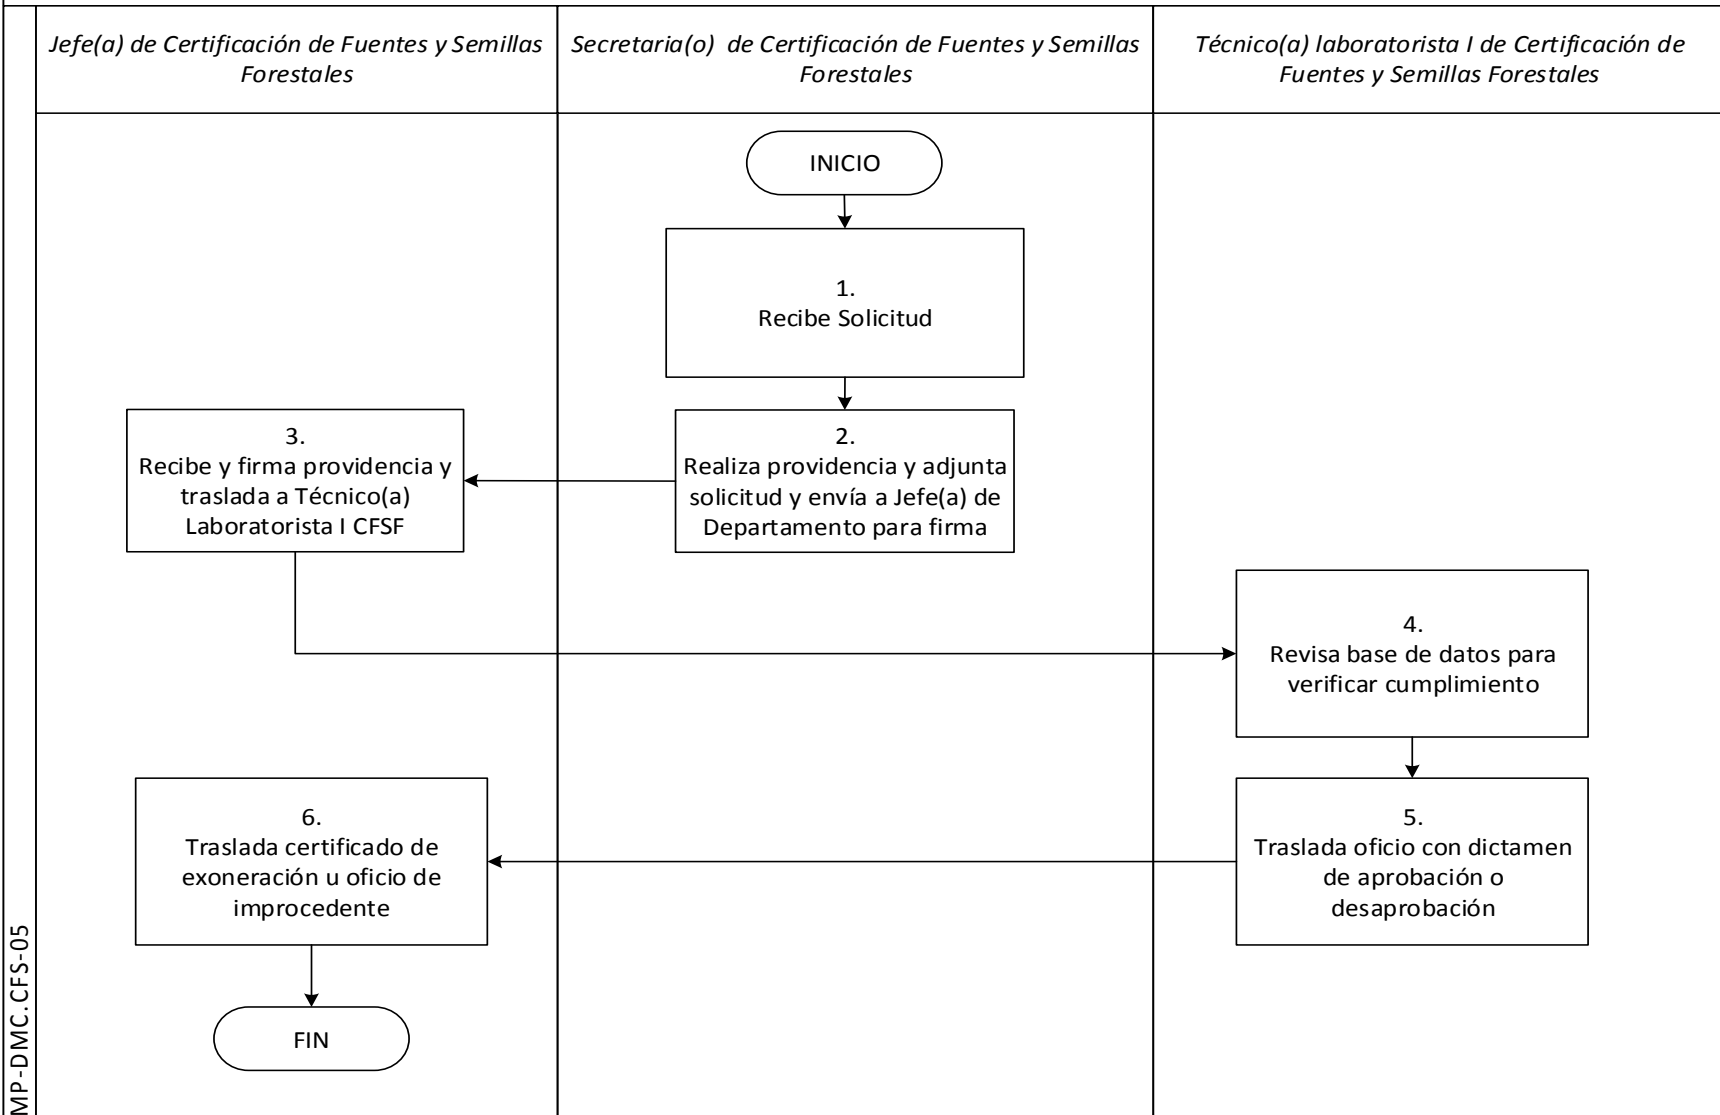 Jefe(a) de Certificación de Fuentes y Semillas
Forestales
Secretaria(o) de Certificación de Fuentes y Semillas
Forestales
Técnico(a) laboratorista I de Certificación de
Fuentes y Semillas Forestales
INICIO
1.
Recibe Solicitud
2.
Realiza providencia y adjunta
solicitud y envía a Jefe(a) de
Departamento para firma
3.
Recibe y firma providencia y
traslada a Técnico(a)
Laboratorista I CFSF
4.
Revisa base de datos para
verificar cumplimiento
5.
Traslada oficio con dictamen
de aprobación o
desaprobación
6.
Traslada certificado de
exoneración u oficio de
improcedente
FIN
MP-DMC.CFS-05